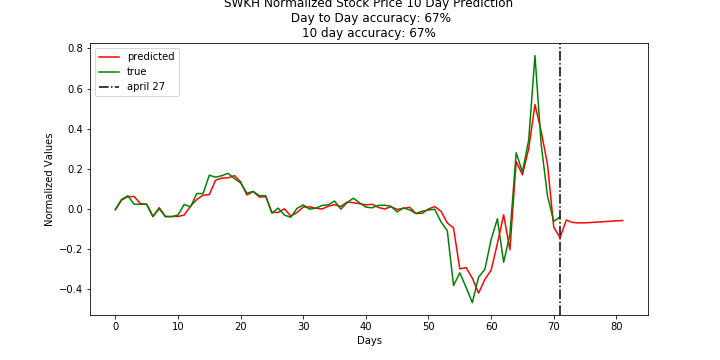 SWKH Normalized Stock Price 10 Day Prediction
Day to Day accuracy: 67%
10 day accuracy: 67%
predicted
true
april 27
Normalized Values
0.8
0.6
0.4
0.2
0.0
−0.2
−0.4
0 10 20 30 40 50 60 70 80
Days